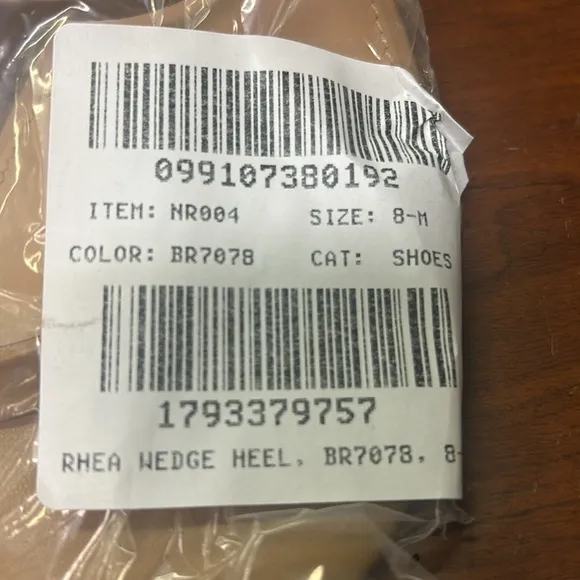 099107380192
ITEM: NR004 SIZE: 8-M
COLOR: BR7078 CAT: SHOES
1793379757
RHEA WEDGE HEEL, BR7078, 8-